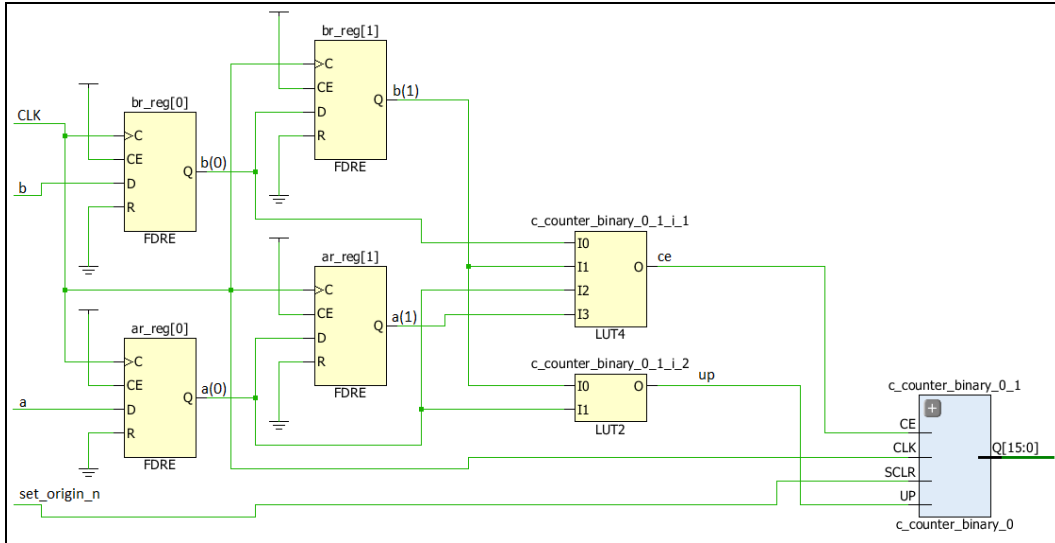 br_reg[1]
C
CE
D
R
Q
b(1)
FDRE
br_reg[0]
CLK
C
CE
b
D
R
Q
b(0)
FDRE
c_counter_binary_0_1_i_1
I0
I1
I2
I3
O
ce
LUT4
ar_reg[1]
C
CE
D
R
Q
a(1)
FDRE
ar_reg[0]
C
CE
a
D
R
Q
a(0)
FDRE
c_counter_binary_0_1_i_2
I0
I1
O
up
LUT2
c_counter_binary_0_1
+
CE
CLK
SCLR
UP
Q[15:0]
c_counter_binary_0
set_origin_n